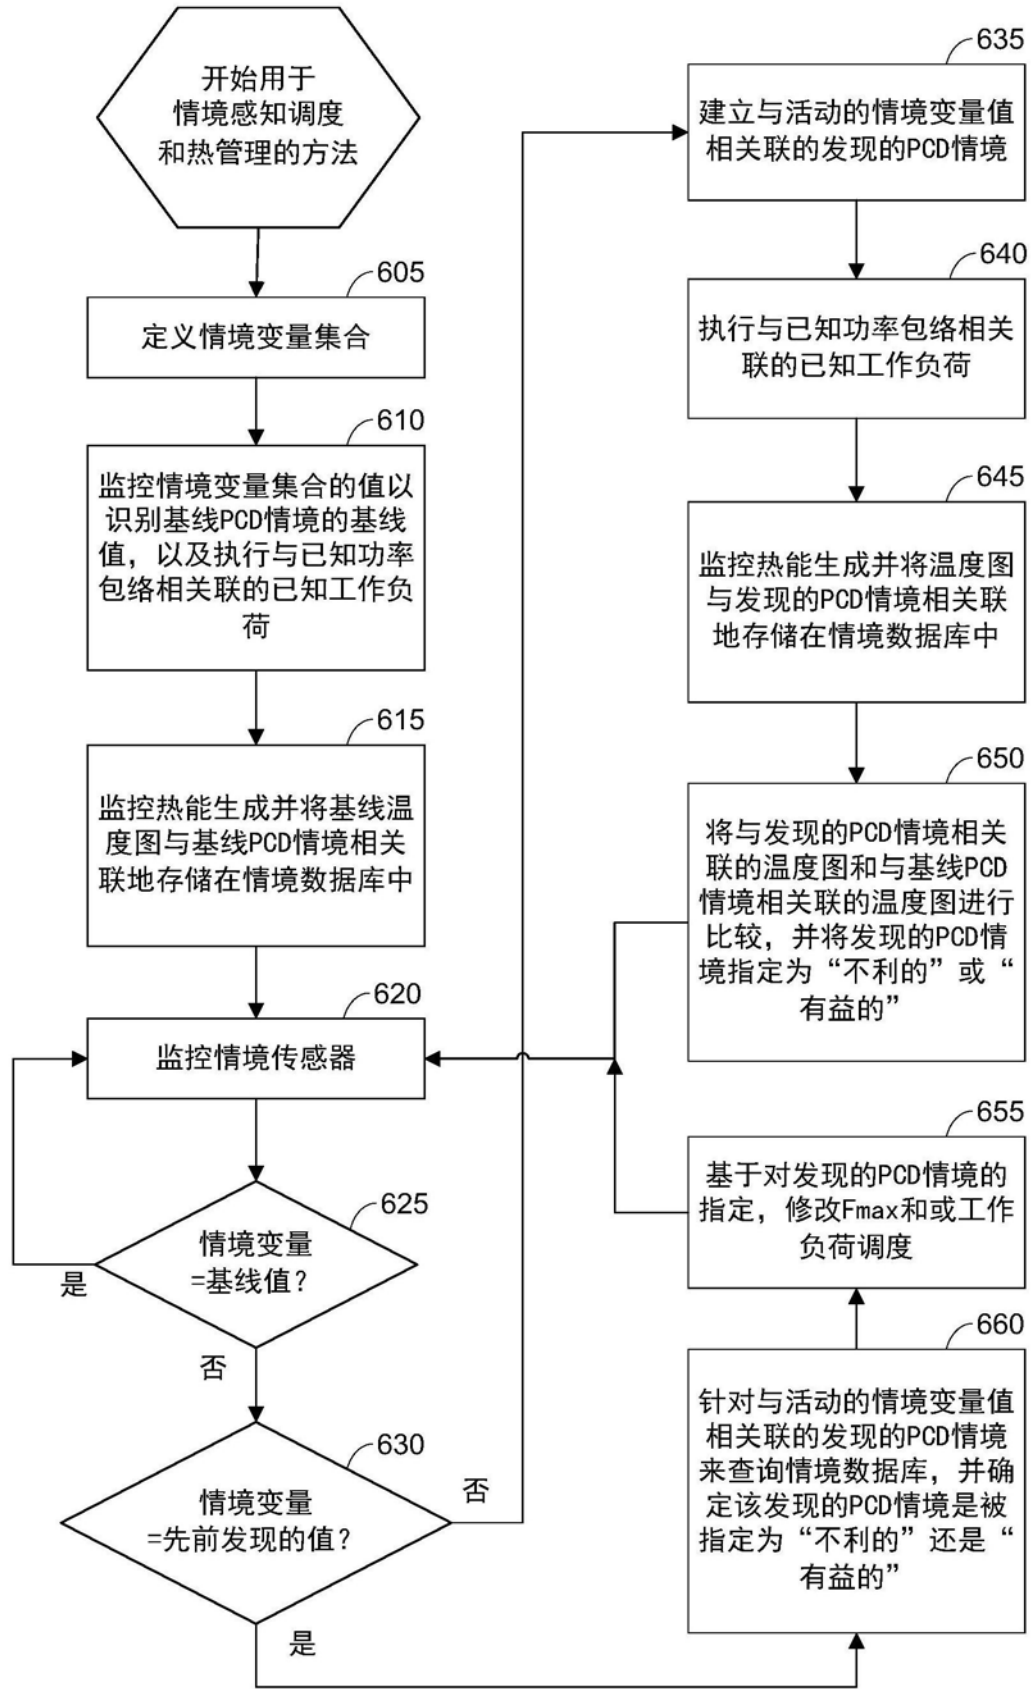 开始用于
情境感知调度
和热管理的方法
605
定义情境变量集合
610
监控情境变量集合的值以
识别基线PCD情境的基线
值，以及执行与已知功率
包络相关联的已知工作负
荷
615
监控热能生成并将基线温
度图与基线PCD情境相关
联地存储在情境数据库中
620
监控情境传感器
625
情境变量
=基线值？
是
否
630
情境变量
=先前发现的值？
否
是
635
建立与活动的情境变量值
相关联的发现的PCD情境
640
执行与已知功率包络相关
联的已知工作负荷
645
监控热能生成并将温度图
与发现的PCD情境相关联
地存储在情境数据库中
650
将与发现的PCD情境相关
联的温度图和与基线PCD
情境相关联的温度图进行
比较，并将发现的PCD情
境指定为“不利的”或“
有益的”
655
基于对发现的PCD情境的
指定，修改Fmax和或工作
负荷调度
660
针对与活动的情境变量值
相关联的发现的PCD情境
来查询情境数据库，并确
定该发现的PCD情境是被
指定为“不利的”还是“
有益的”